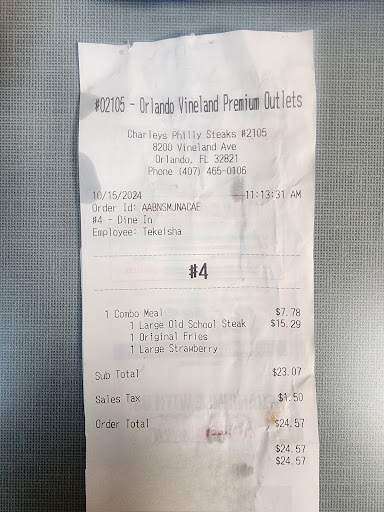 #02105 - Orlando Vineland Premium Outlets
Charleys Philly Steaks #2105
8200 Vineland Ave
Orlando, FL 32821
Phone (407) 465-0106
10/15/2024 11:13:31 AM
Order Id: AABNSMJNACAE
#4 - Dine In
Employee: Tekeisha
#4
1 Combo Meal $7.78
1 Large Old School Steak $15.29
1 Original Fries
1 Large Strawberry
Sub Total $23.07
Sales Tax $1.50
Order Total $24.57
$24.57
$24.57